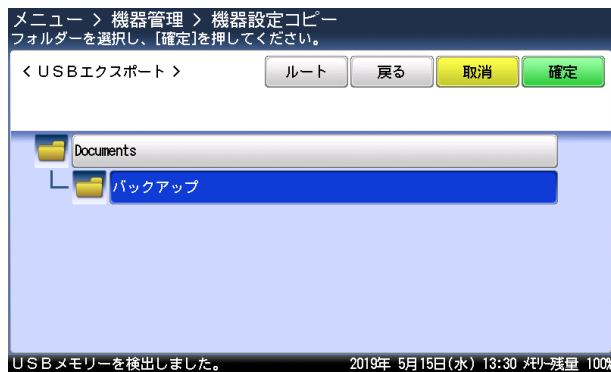 メニュー > 機器管理 > 機器設定コピー
フォルダーを選択し、[確定]を押してください。
<USBエクスポート> ルート 戻る 取消 確定
Documents
バックアップ
USBメモリーを検出しました。 2019年 5月15日(水) 13:30 メモリー残量 100%